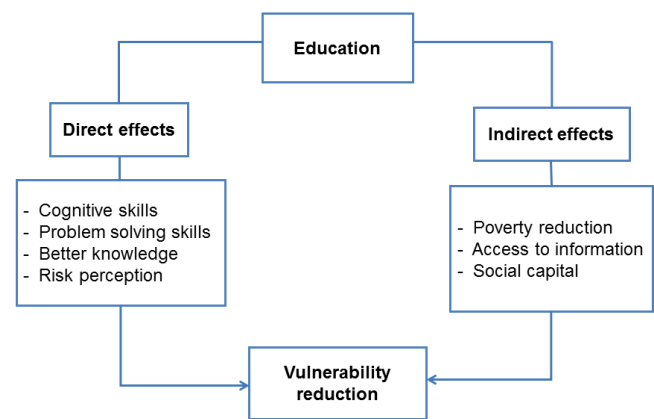 Education
Direct effects
Indirect effects
- Cognitive skills
- Problem solving skills
- Better knowledge
- Risk perception
- Poverty reduction
- Access to information
- Social capital
Vulnerability
reduction